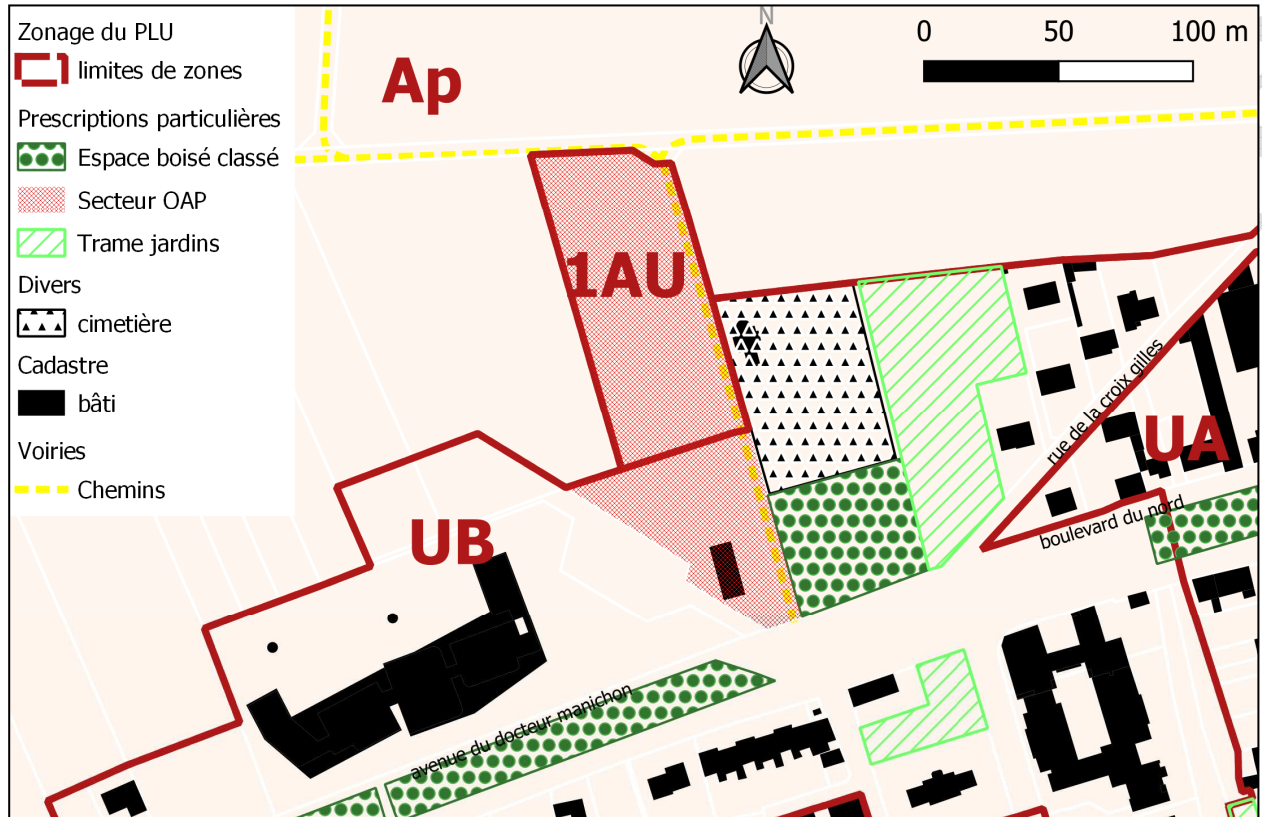 Zonage du PLU
limites de zones
Prescriptions particulières
Espace boisé classé
Secteur OAP
Trame jardins
Divers
cimetière
Cadastre
bâti
Voiries
Chemins
Ap
N
0 50 100 m
1AU
rue de la croix gilles
UA
boulevard du nord
UB
avenue du docteur manichon